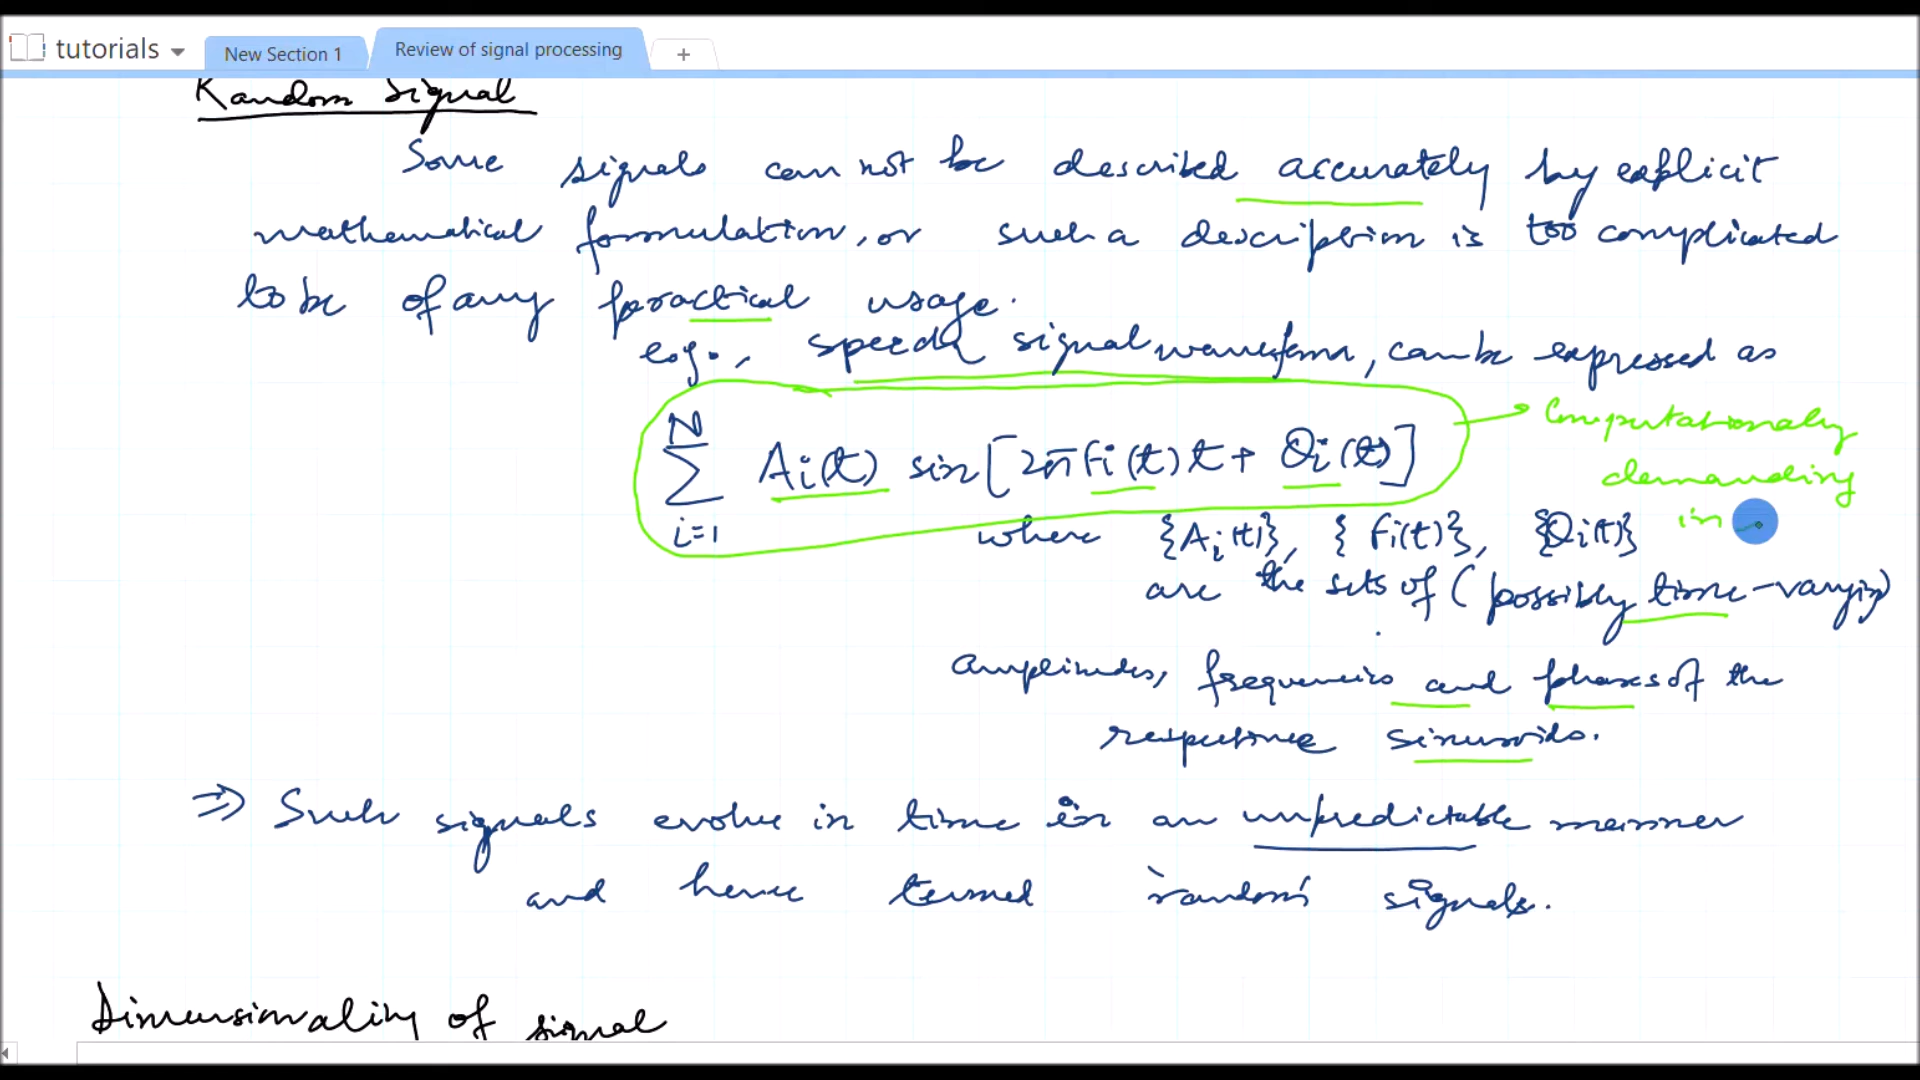 tutorials
New Section 1
Review of signal processing
+
Random Signal
Some signals can not be described accurately by explicit
mathematical formulation, or such a description is too complicated
to be of any practical usage.
e.g., speech signal waveform, can be expressed as
N
∑ Ai(t) sin[2πFi(t)t + θi(t)]
i=1
Computationaly
demanding
in
where {Ai(t)}, {Fi(t)}, {θi(t)}
are the sets of (possibly time-varying)
amplitudes, frequencies and phases of the
respective sinusoids.
⇒ Such signals evolve in time in an unpredictable manner
and hence termed 'random' signals.
Dimensionality of signal